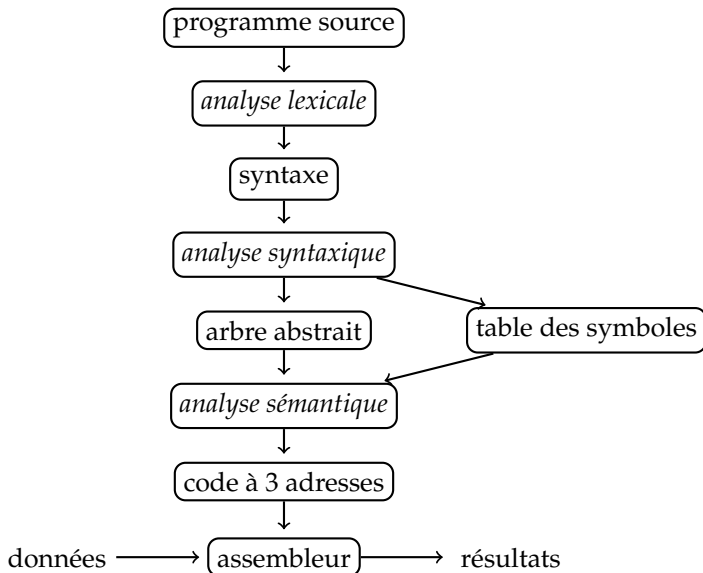 programme source
analyse lexicale
syntaxe
analyse syntaxique
arbre abstrait
table des symboles
analyse sémantique
code à 3 adresses
données
assembleur
résultats